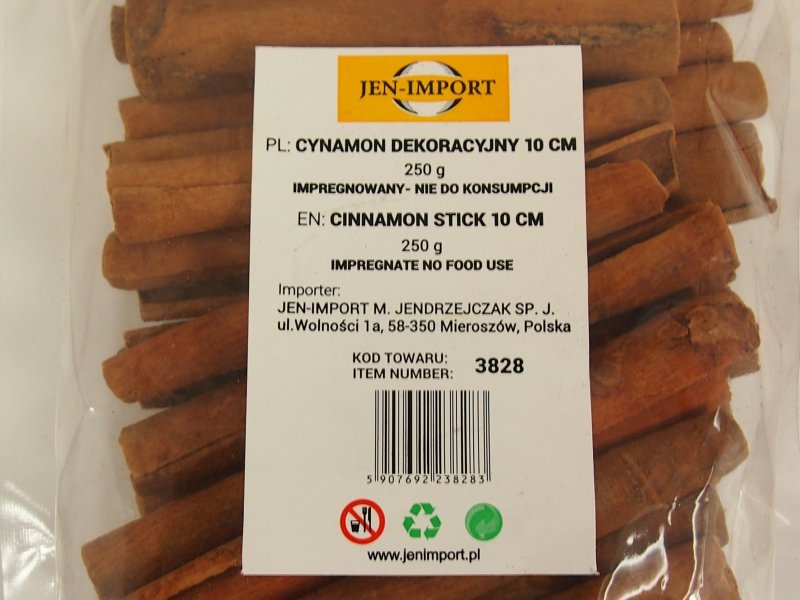 JEN-IMPORT
PL: CYNAMON DEKORACYJNY 10 CM
250 g
IMPREGNOWANY- NIE DO KONSUMPCJI
EN: CINNAMON STICK 10 CM
250 g
IMPREGNATE NO FOOD USE
Importer:
JEN-IMPORT M. JENDRZEJCZAK SP. J.
ul.Wolności 1a, 58-350 Mieroszów, Polska
KOD TOWARU:
ITEM NUMBER: 3828
5 907692 238283
www.jenimport.pl